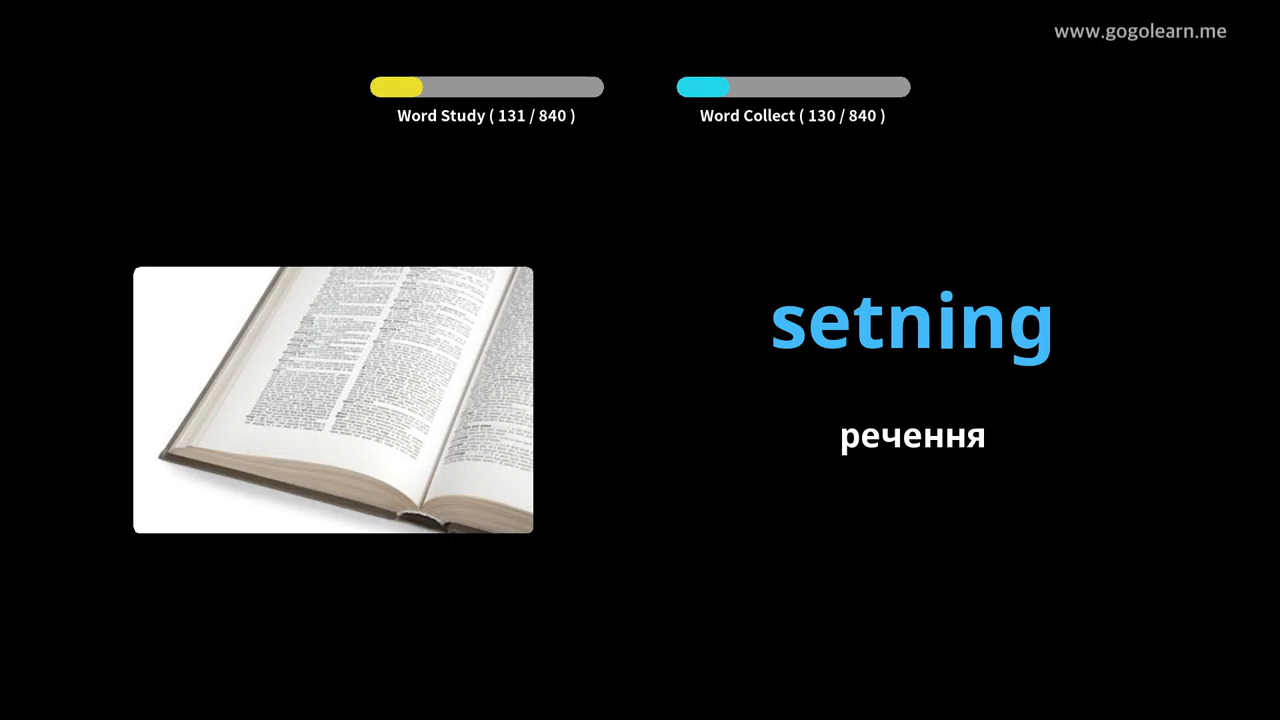 www.gogolearn.me
Word Study ( 131 / 840 )
Word Collect ( 130 / 840 )
setning
речення